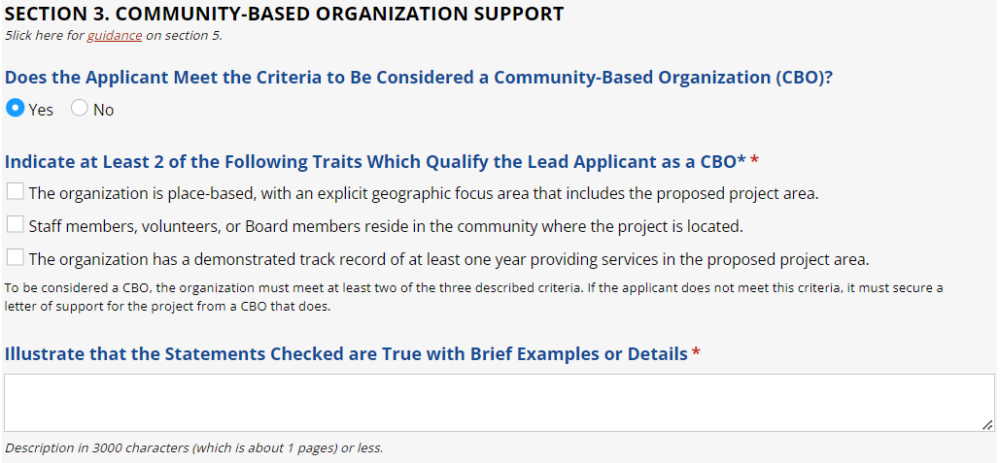 SECTION 3. COMMUNITY-BASED ORGANIZATION SUPPORT
5lick here for guidance on section 5.
Does the Applicant Meet the Criteria to Be Considered a Community-Based Organization (CBO)?
Yes No
Indicate at Least 2 of the Following Traits Which Qualify the Lead Applicant as a CBO* *
The organization is place-based, with an explicit geographic focus area that includes the proposed project area.
Staff members, volunteers, or Board members reside in the community where the project is located.
The organization has a demonstrated track record of at least one year providing services in the proposed project area.
To be considered a CBO, the organization must meet at least two of the three described criteria. If the applicant does not meet this criteria, it must secure a
letter of support for the project from a CBO that does.
Illustrate that the Statements Checked are True with Brief Examples or Details *
Description in 3000 characters (which is about 1 pages) or less.